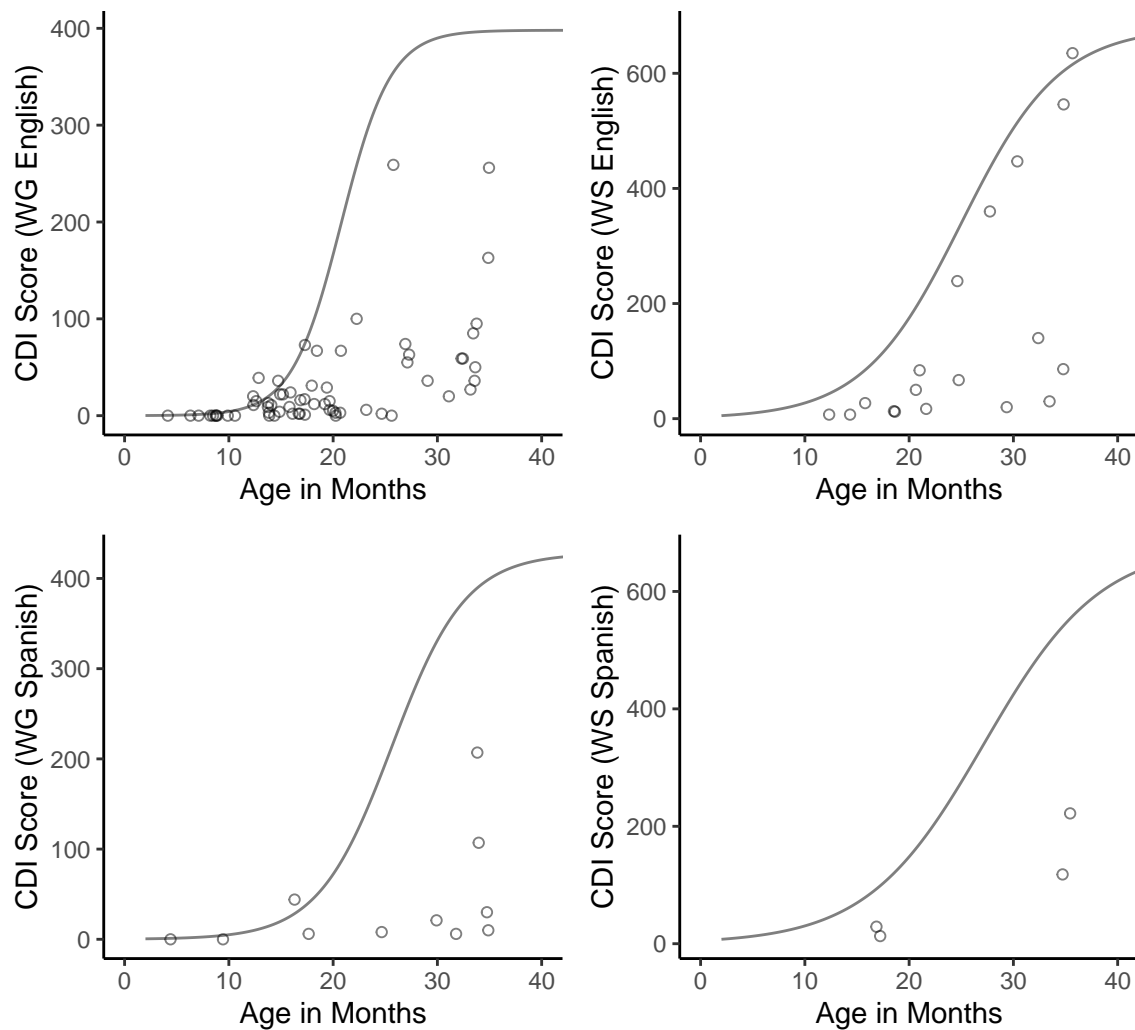 CDI Score (WG English)
400
300
200
100
0
0 10 20 30 40
Age in Months
CDI Score (WS English)
600
400
200
0
0 10 20 30 40
Age in Months
CDI Score (WG Spanish)
400
300
200
100
0
0 10 20 30 40
Age in Months
CDI Score (WS Spanish)
600
400
200
0
0 10 20 30 40
Age in Months